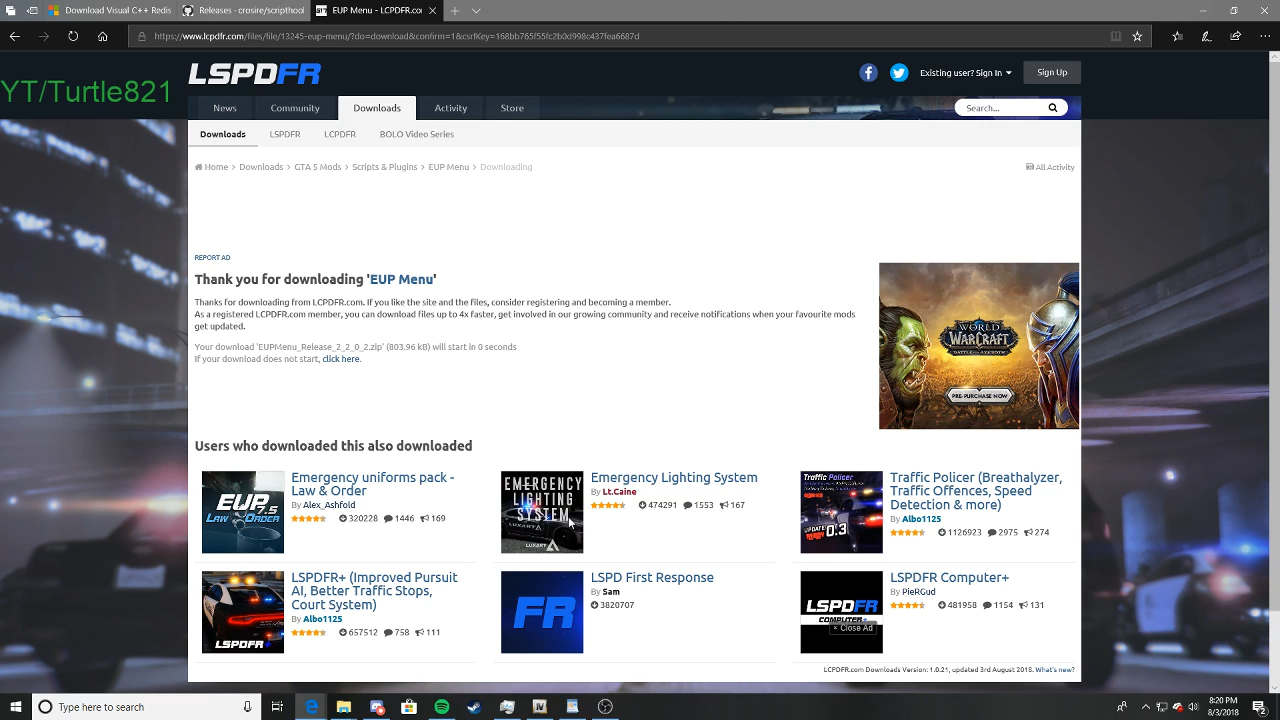 Downloading Visual C++ Redis
EUP Menu - LCPDFR.co
https://www.lcpdfr.com/files/file/13245-eup-menu/?do=download&confirm=1&csrfKey=168bb765f55fc2b0d998c437fea6687d
YT/Turtle821
LSPDFR
Existing user? Sign In
Sign Up
News
Community
Downloads
Activity
Store
Search...
Downloads
LSPDFR
LCPDFR
BOLO Video Series
Home > Downloads > GTA 5 Mods > Scripts & Plugins > EUP Menu > Downloading
All Activity
REPORT AD
Thank you for downloading 'EUP Menu'
Thanks for downloading from LCPDFR.com. If you like the site and the files, consider registering and becoming a member.
As a registered LCPDFR.com member, you can download files up to 4x faster, get involved in our growing community and receive notifications when your favourite mods
get updated.
Your download 'EUPMenu_Release_2_2_0_2.zip' (803.96 kB) will start in 0 seconds
If your download does not start, click here.
WORLD
WARCRAFT
BATTLE FOR AZEROTH
PRE-PURCHASE NOW
Users who downloaded this also downloaded
EUP
LAW & ORDER
Emergency uniforms pack -
Law & Order
By Alex_Ashfold
320228 1446 169
EMERGENCY
LIGHTING
SYSTEM
LUXART
Emergency Lighting System
By Lt.Caine
474291 1553 167
Traffic Policer
UPDATE
READY 0.3
Traffic Policer (Breathalyzer,
Traffic Offences, Speed
Detection & more)
By Albo1125
1126923 2975 274
LSPDFR+
LSPDFR+ (Improved Pursuit
AI, Better Traffic Stops,
Court System)
By Albo1125
657512 758 111
FR
LSPD First Response
By Sam
3820707
LSPDFR
COMPUTER+
× Close Ad
LSPDFR Computer+
By PieRGud
481958 1154 131
LCPDFR.com Downloads Version: 1.0.21, updated 3rd August 2018. What's new?
Type here to search
8:20 PM
8/3/2018